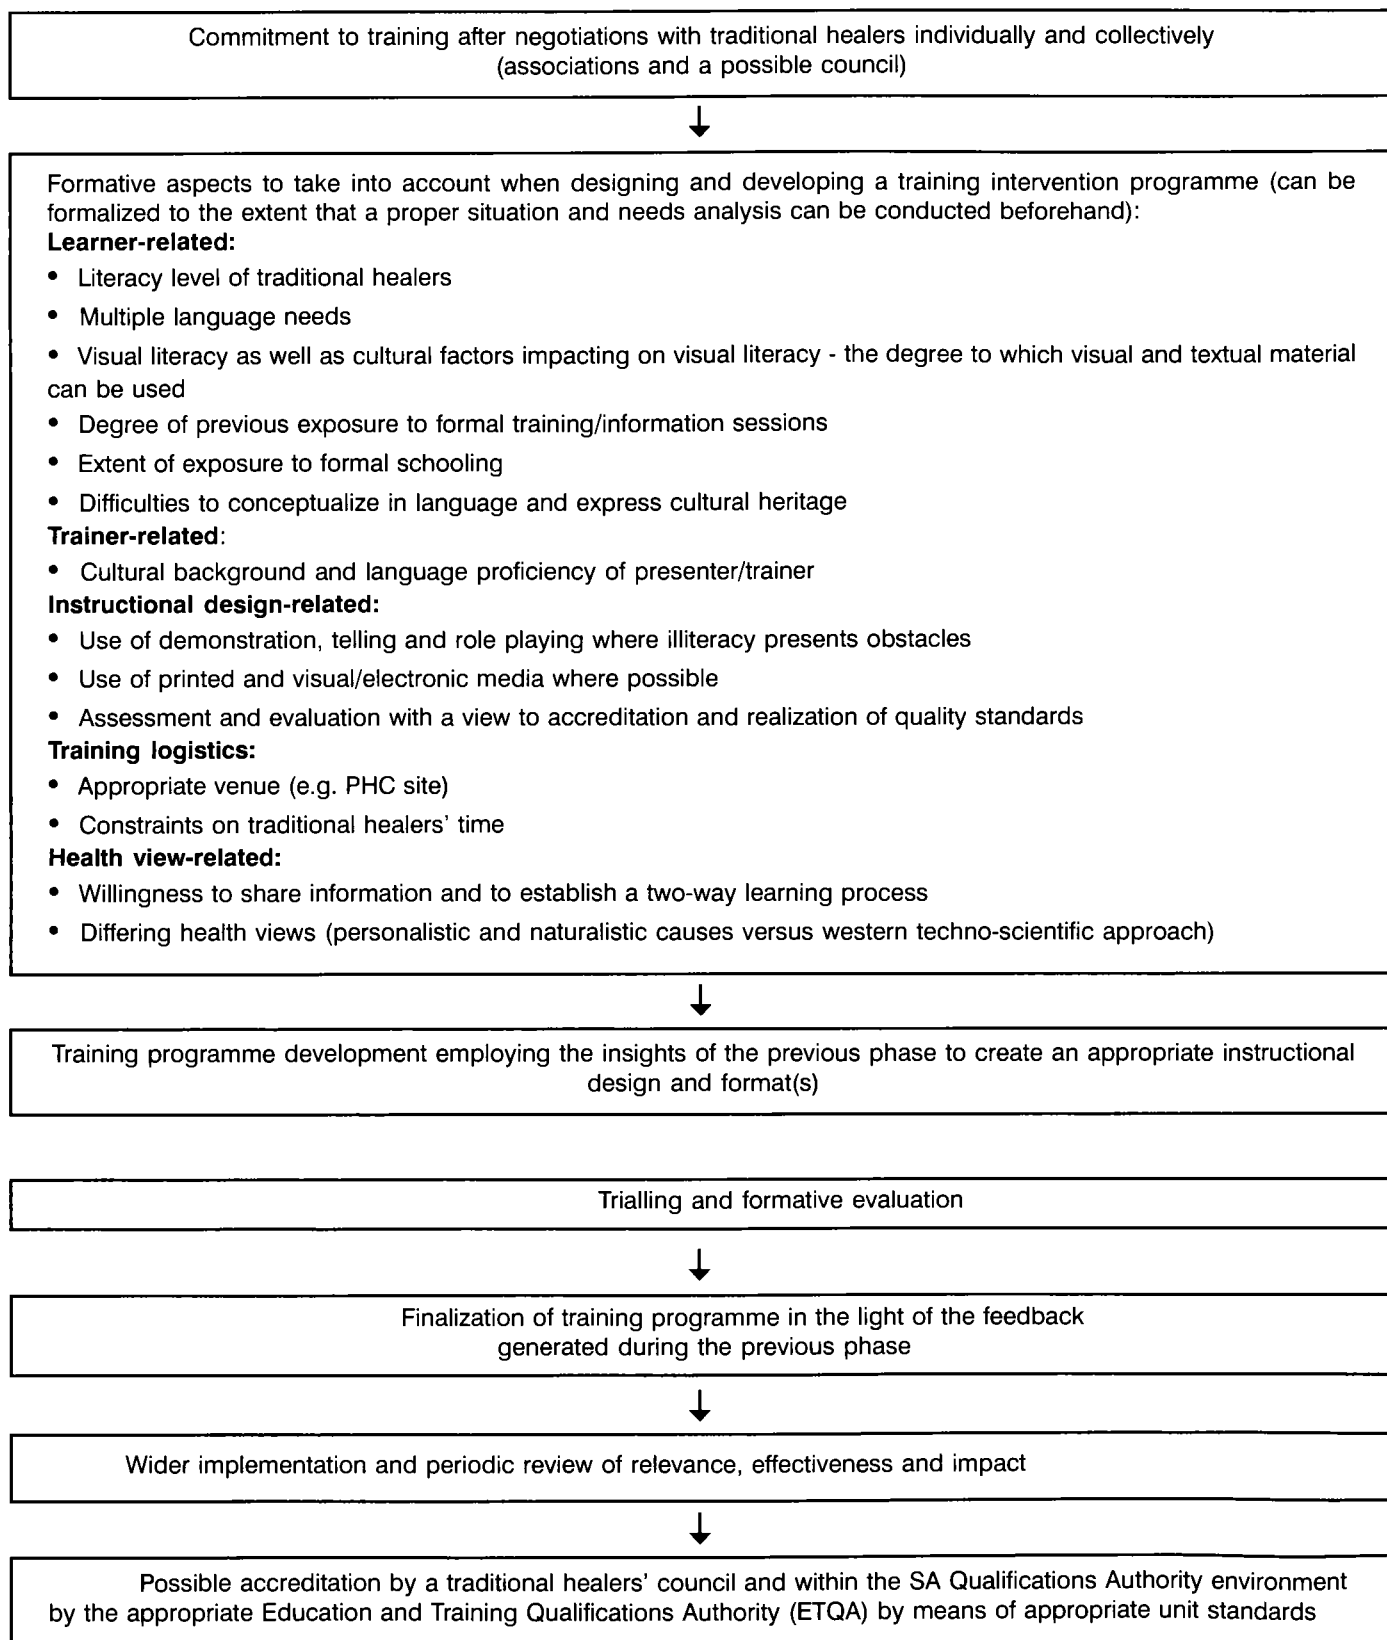 Commitment to training after negotiations with traditional healers individually and collectively
(associations and a possible council)
Formative aspects to take into account when designing and developing a training intervention programme (can be
formalized to the extent that a proper situation and needs analysis can be conducted beforehand):
Learner-related:
• Literacy level of traditional healers
• Multiple language needs
• Visual literacy as well as cultural factors impacting on visual literacy - the degree to which visual and textual material
can be used
• Degree of previous exposure to formal training/information sessions
• Extent of exposure to formal schooling
• Difficulties to conceptualize in language and express cultural heritage
Trainer-related:
• Cultural background and language proficiency of presenter/trainer
Instructional design-related:
• Use of demonstration, telling and role playing where illiteracy presents obstacles
• Use of printed and visual/electronic media where possible
• Assessment and evaluation with a view to accreditation and realization of quality standards
Training logistics:
• Appropriate venue (e.g. PHC site)
• Constraints on traditional healers' time
Health view-related:
• Willingness to share information and to establish a two-way learning process
• Differing health views (personalistic and naturalistic causes versus western techno-scientific approach)
Training programme development employing the insights of the previous phase to create an appropriate instructional
design and format(s)
Trialling and formative evaluation
Finalization of training programme in the light of the feedback
generated during the previous phase
Wider implementation and periodic review of relevance, effectiveness and impact
Possible accreditation by a traditional healers' council and within the SA Qualifications Authority environment
by the appropriate Education and Training Qualifications Authority (ETQA) by means of appropriate unit standards